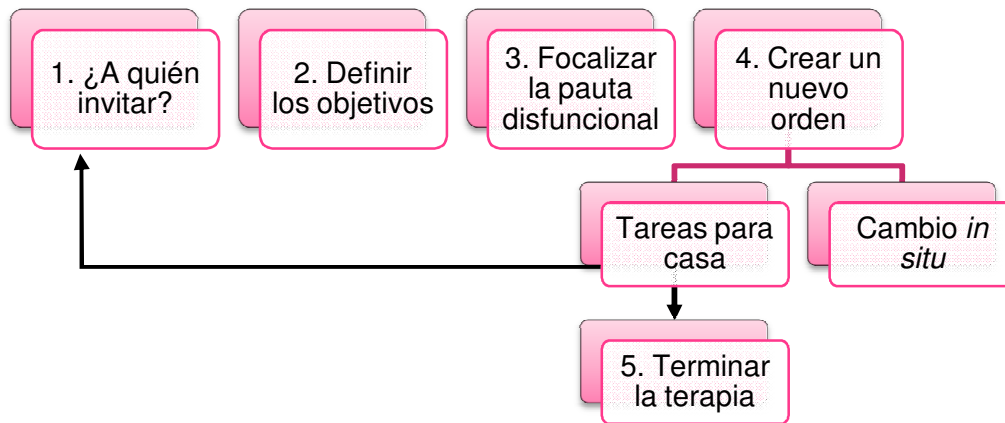 1. ¿A quién
invitar?
2. Definir
los objetivos
3. Focalizar
la pauta
disfuncional
4. Crear un
nuevo
orden
Tareas para
casa
Cambio in
situ
5. Terminar
la terapia